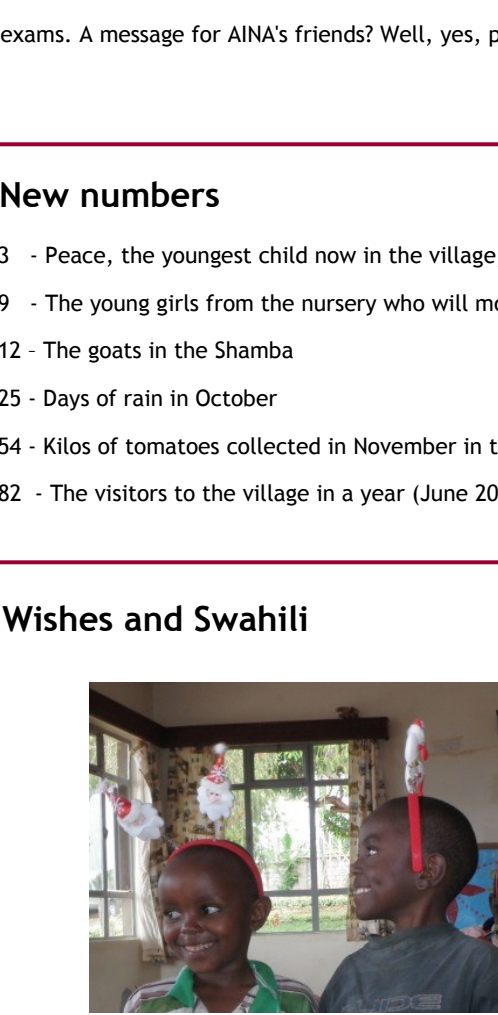 exams. A message for AINA's friends? Well, yes, p
New numbers
3 - Peace, the youngest child now in the village
9 - The young girls from the nursery who will mo
12 – The goats in the Shamba
25 - Days of rain in October
54 - Kilos of tomatoes collected in November in t
82 - The visitors to the village in a year (June 20
Wishes and Swahili